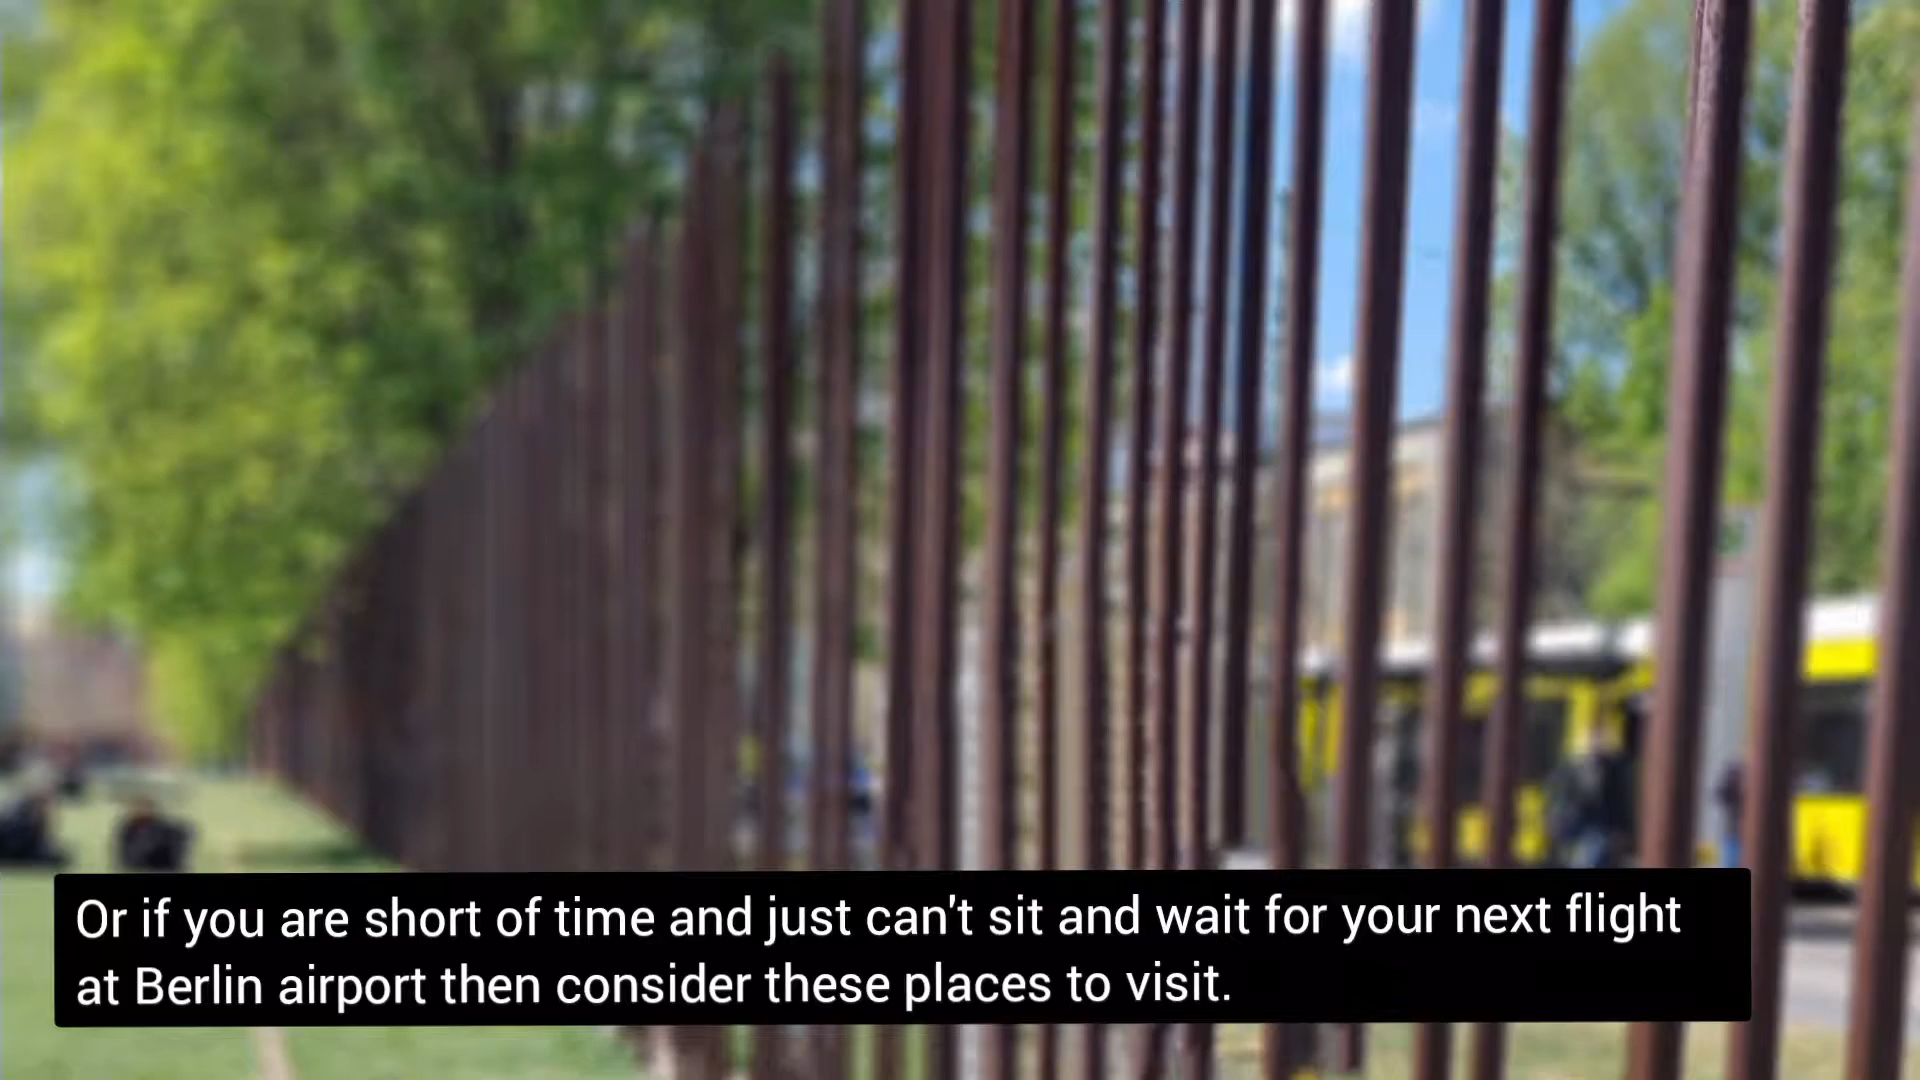 Or if you are short of time and just can't sit and wait for your next flight
at Berlin airport then consider these places to visit.